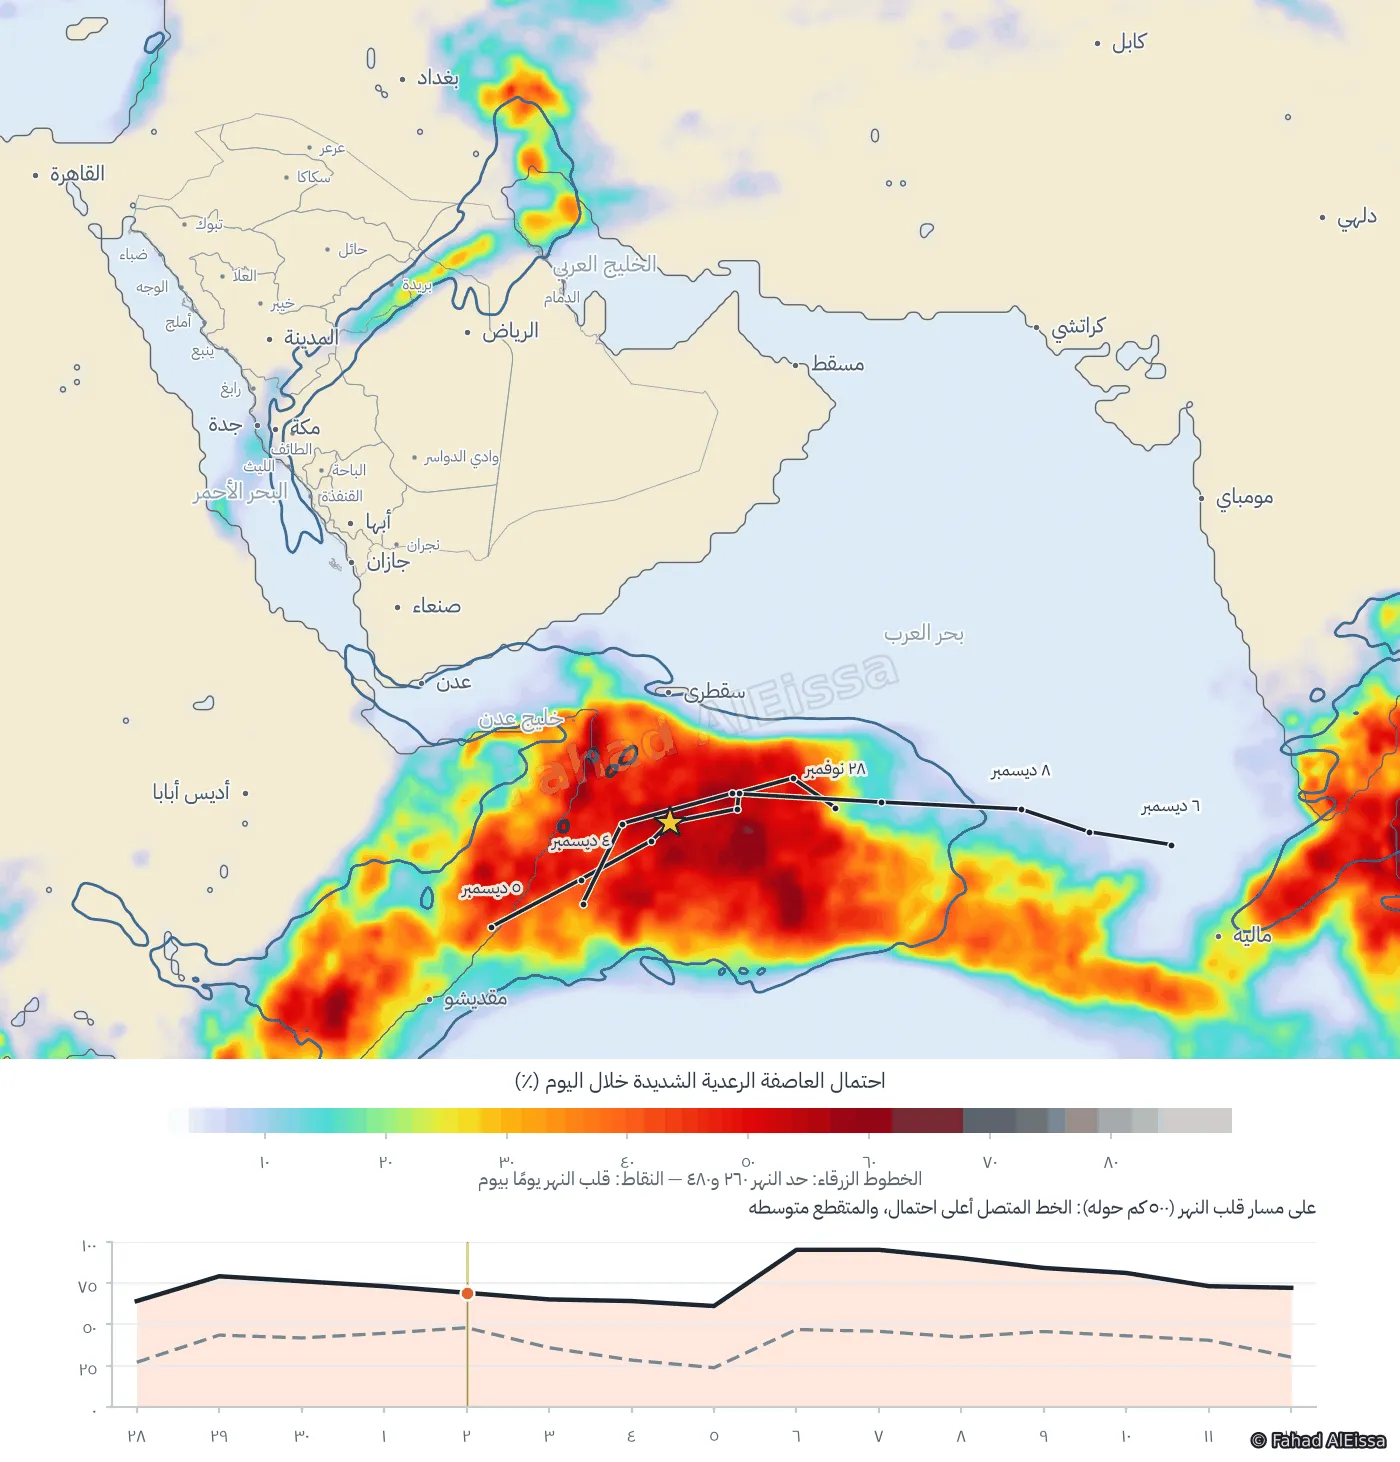 كابل
بغداد
عرعر
القاهرة
سكاكا
دلهي
تبوك
حائل
ضباء
الخليج العربي
العلا
بريدة
الوجه
الدمام
خيبر
أملج
كراتشي
الرياض
المدينة
ينبع
مسقط
رابغ
جدة
مكة
الطائف
وادي الدواسر
الليث
الباحة
البحر الأحمر
القنفذة
مومباي
أبها
نجران
جازان
صنعاء
بحر العرب
عدن
سقطرى
Fahad AlEissa
خليج عدن
٢٨ نوفمبر
٨ ديسمبر
أديس أبابا
٦ ديسمبر
٤ ديسمبر
٥ ديسمبر
ماليه
مقديشو
احتمال العاصفة الرعدية الشديدة خلال اليوم (٪)
١٠ ٢٠ ٣٠ ٤٠ ٥٠ ٦٠ ٧٠ ٨٠
الخطوط الزرقاء: حد النهر ٢٦٠ و٤٨٠ — النقاط: قلب النهر يومًا بيوم
على مسار قلب النهر (٥٠٠ كم حوله): الخط المتصل أعلى احتمال، والمتقطع متوسطه
١٠٠
٧٥
٥٠
٢٥
٠
٢٨ ٢٩ ٣٠ ١ ٢ ٣ ٤ ٥ ٦ ٧ ٨ ٩ ١٠ ١١
© Fahad AlEissa